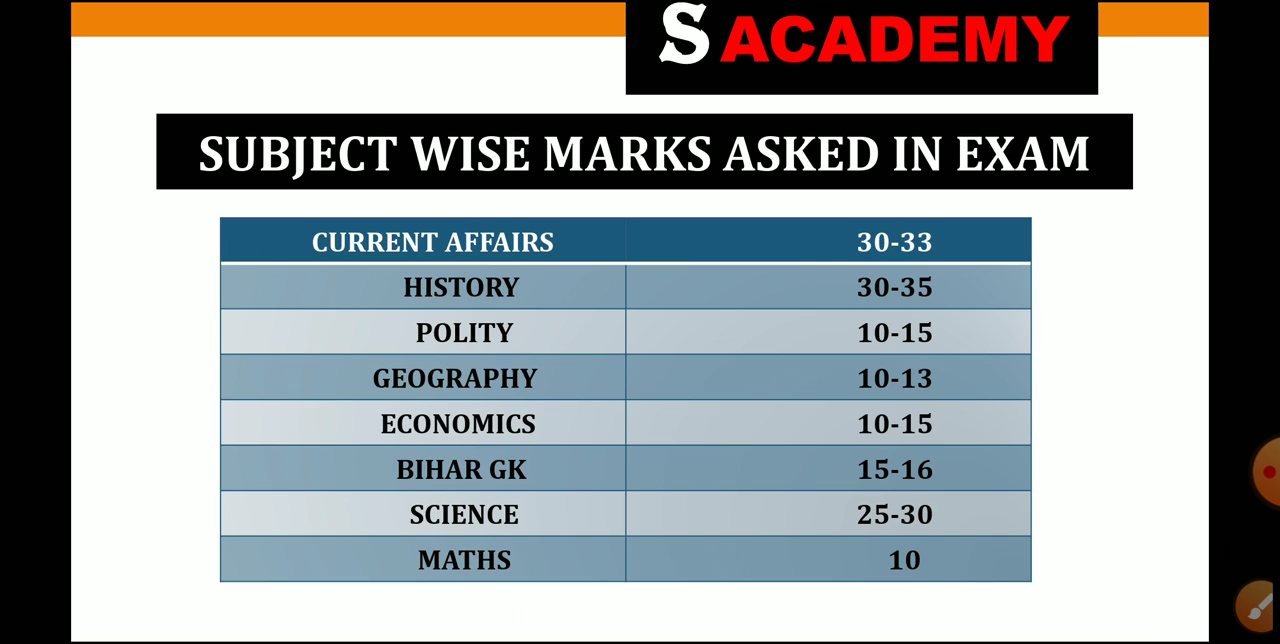 S ACADEMY
SUBJECT WISE MARKS ASKED IN EXAM
CURRENT AFFAIRS 30-33
HISTORY 30-35
POLITY 10-15
GEOGRAPHY 10-13
ECONOMICS 10-15
BIHAR GK 15-16
SCIENCE 25-30
MATHS 10